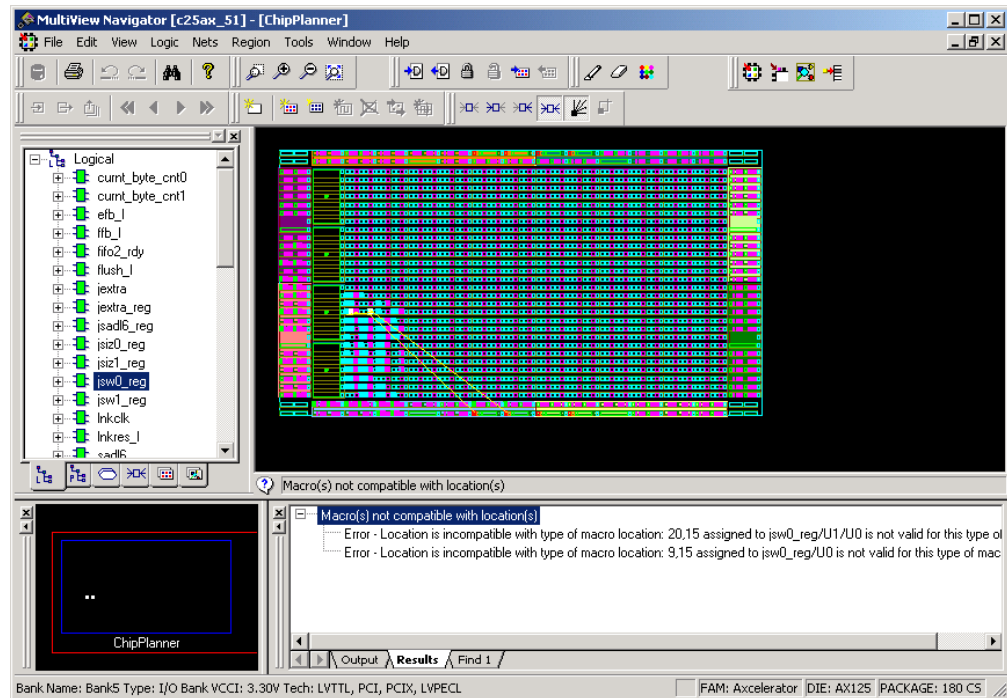 MultiView Navigator [c25ax_51] - [ChipPlanner]
File Edit View Logic Nets Region Tools Window Help
Logical
curnt_byte_cnt0
curnt_byte_cnt1
efb_l
ffb_l
fifo2_rdy
flush_l
jextra
jextra_reg
jsadl6_reg
jsiz0_reg
jsiz1_reg
jsw0_reg
jsw1_reg
lnkclk
lnkres_l
sadl6
Macro(s) not compatible with location(s)
Macro(s) not compatible with location(s)
Error - Location is incompatible with type of macro location: 20,15 assigned to jsw0_reg/U1/U0 is not valid for this type of
Error - Location is incompatible with type of macro location: 9,15 assigned to jsw0_reg/U0 is not valid for this type of mac
ChipPlanner
Output Results Find 1
Bank Name: Bank5 Type: I/O Bank VCCI: 3.30V Tech: LVTTL, PCI, PCIX, LVPECL FAM: Axcelerator DIE: AX125 PACKAGE: 180 CS